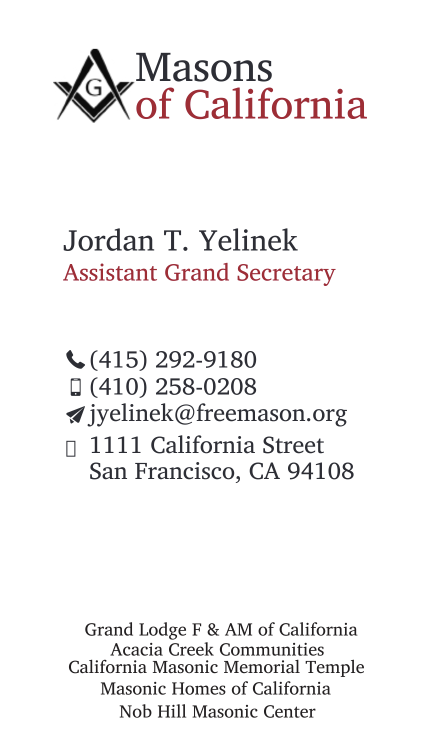 G
Masons
of California
Jordan T. Yelinek
Assistant Grand Secretary
(415) 292-9180
(410) 258-0208
jyelinek@freemason.org
1111 California Street
San Francisco, CA 94108
Grand Lodge F & AM of California
Acacia Creek Communities
California Masonic Memorial Temple
Masonic Homes of California
Nob Hill Masonic Center